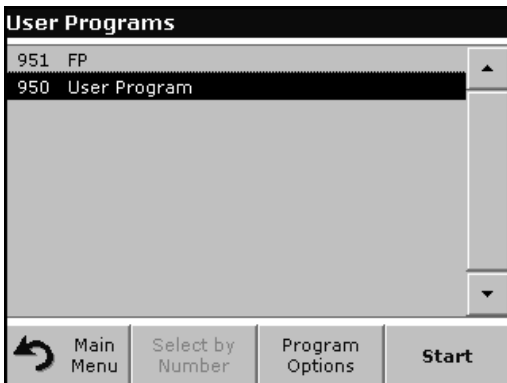 User Programs
951 FP
950 User Program
Main Menu
Select by Number
Program Options
Start